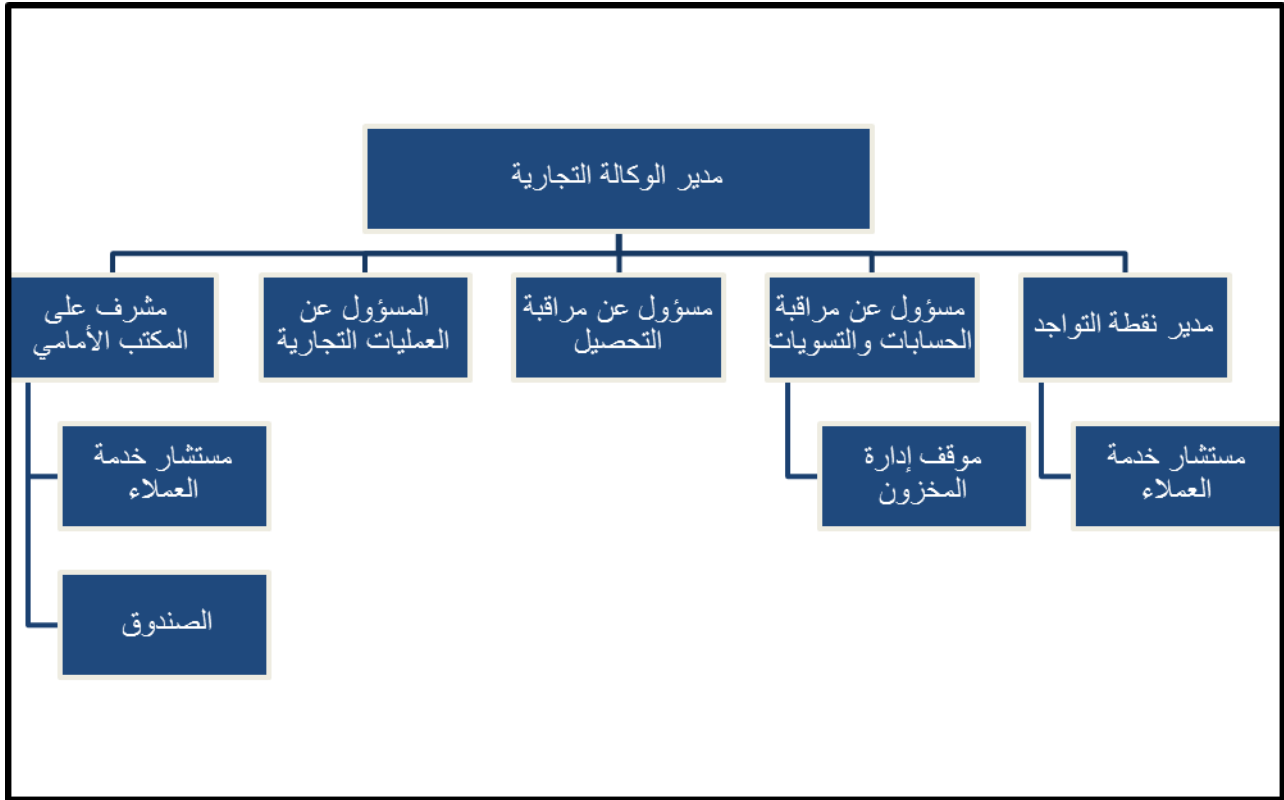 مدير الوكالة التجارية
مدير نقطة التواجد
مسؤول عن مراقبة
الحسابات والتسويات
مسؤول عن مراقبة
التحصيل
المسؤول عن
العمليات التجارية
مشرف على
المكتب الأمامي
مستشار خدمة
العملاء
موقف إدارة
المخزون
مستشار خدمة
العملاء
الصندوق